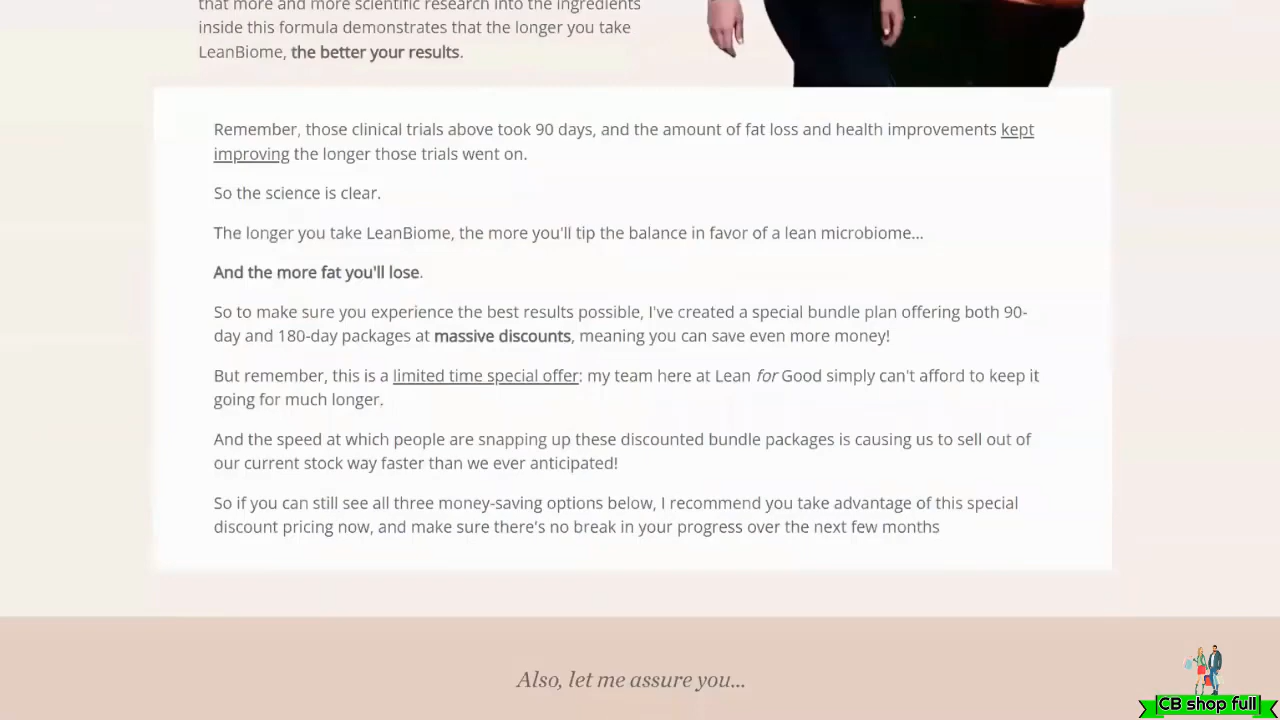 that more and more scientific research into the ingredients
inside this formula demonstrates that the longer you take
LeanBiome, the better your results.
Remember, those clinical trials above took 90 days, and the amount of fat loss and health improvements kept
improving the longer those trials went on.
So the science is clear.
The longer you take LeanBiome, the more you'll tip the balance in favor of a lean microbiome...
And the more fat you'll lose.
So to make sure you experience the best results possible, I've created a special bundle plan offering both 90-
day and 180-day packages at massive discounts, meaning you can save even more money!
But remember, this is a limited time special offer: my team here at Lean for Good simply can't afford to keep it
going for much longer.
And the speed at which people are snapping up these discounted bundle packages is causing us to sell out of
our current stock way faster than we ever anticipated!
So if you can still see all three money-saving options below, I recommend you take advantage of this special
discount pricing now, and make sure there's no break in your progress over the next few months
Also, let me assure you...
CB shop full